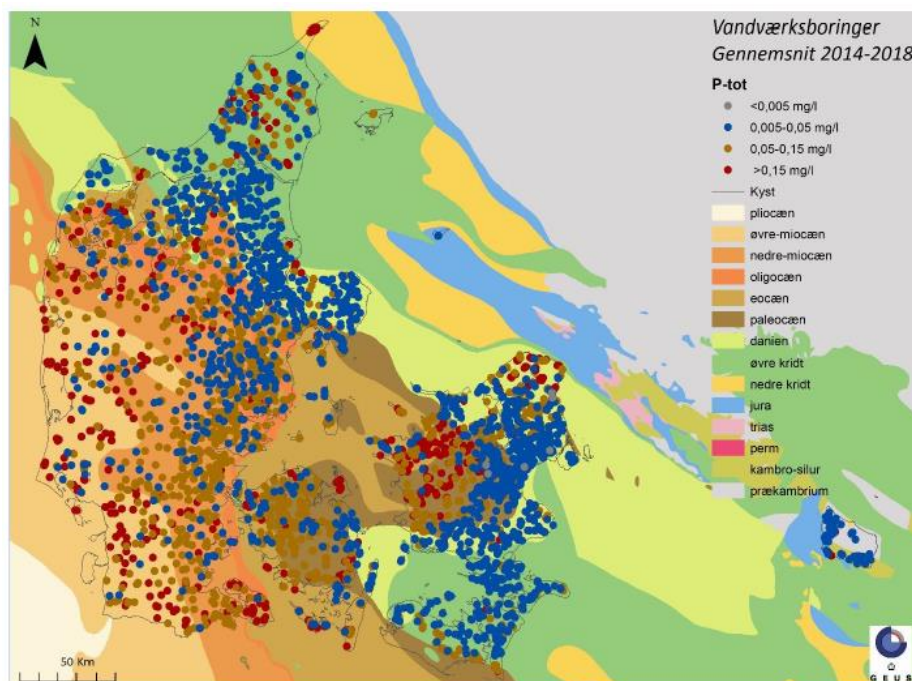 N
Vandværksboringer
Gennemsnit 2014-2018
P-tot
<0,005 mg/l
0,005-0,05 mg/l
0,05-0,15 mg/l
>0,15 mg/l
Kyst
pliocæn
øvre-miocæn
nedre-miocæn
oligocæn
eocæn
paleocæn
danien
øvre kridt
nedre kridt
jura
trias
perm
kambro-silur
prækambrium
50 Km
G E U S